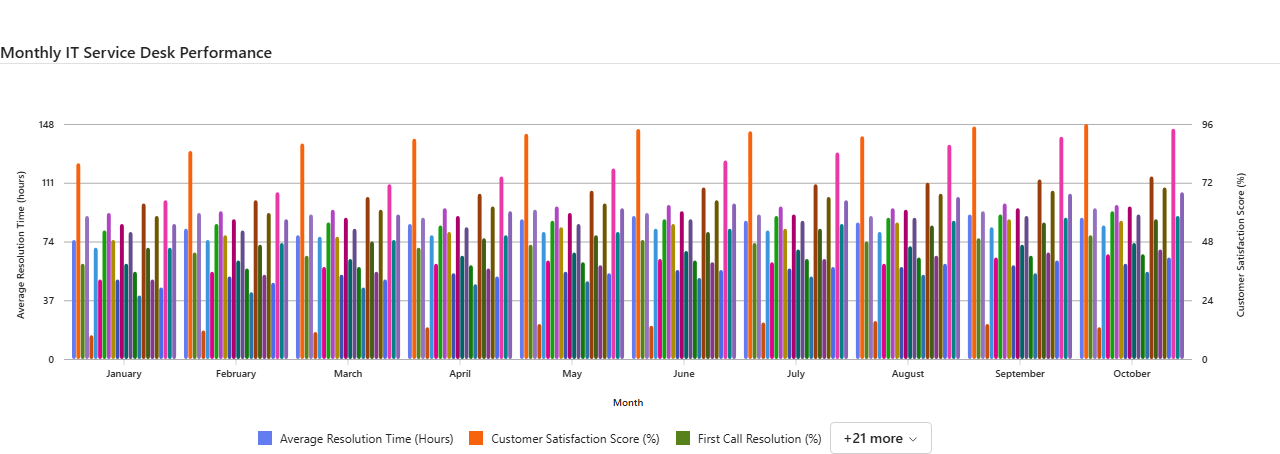 Monthly IT Service Desk Performance
148
111
74
37
0
Average Resolution Time (hours)
96
72
48
24
0
Customer Satisfaction Score (%)
January
February
March
April
May
June
July
August
September
October
Month
Average Resolution Time (Hours)
Customer Satisfaction Score (%)
First Call Resolution (%)
+21 more